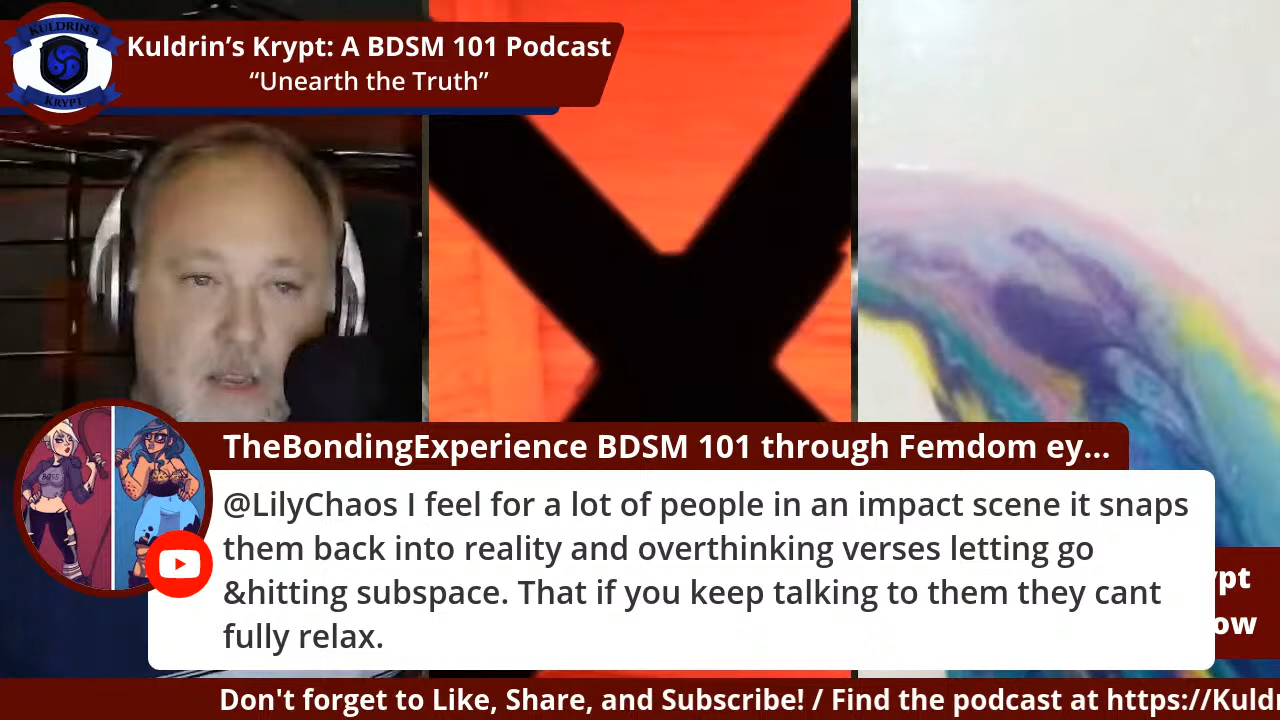 KULDRIN'S
KRYPT
Kuldrin’s Krypt: A BDSM 101 Podcast
“Unearth the Truth”
TheBondingExperience BDSM 101 through Femdom ey...
@LilyChaos I feel for a lot of people in an impact scene it snaps
them back into reality and overthinking verses letting go
&hitting subspace. That if you keep talking to them they cant
fully relax.
ypt
ow
Don't forget to Like, Share, and Subscribe! / Find the podcast at https://Kuld